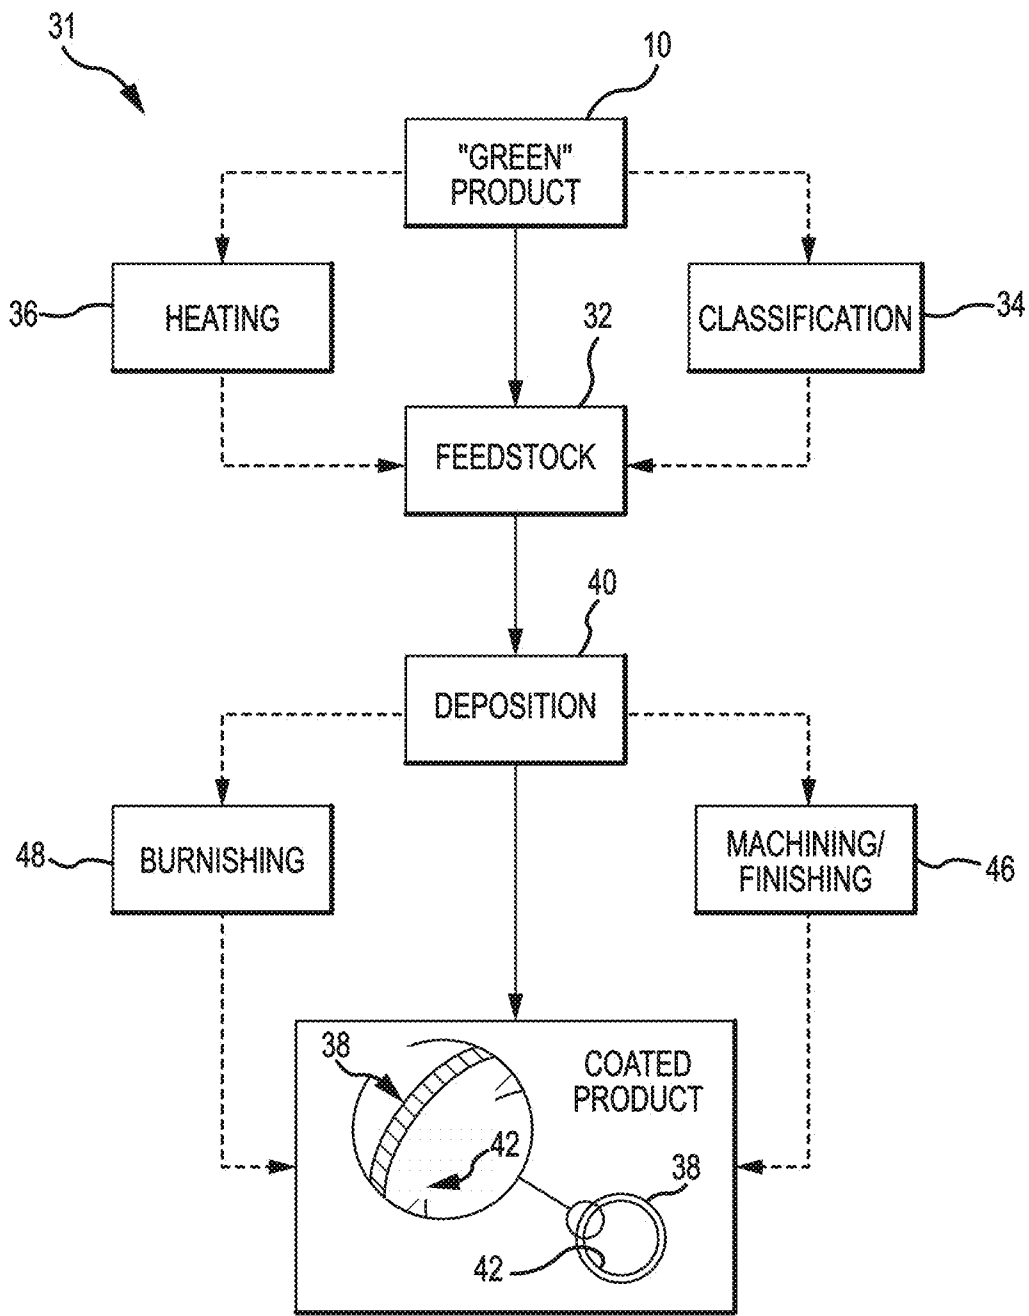 31
10
"GREEN"
PRODUCT
36
HEATING
CLASSIFICATION
34
32
FEEDSTOCK
40
DEPOSITION
48
BURNISHING
MACHINING/
FINISHING
46
38
COATED
PRODUCT
42
38
42